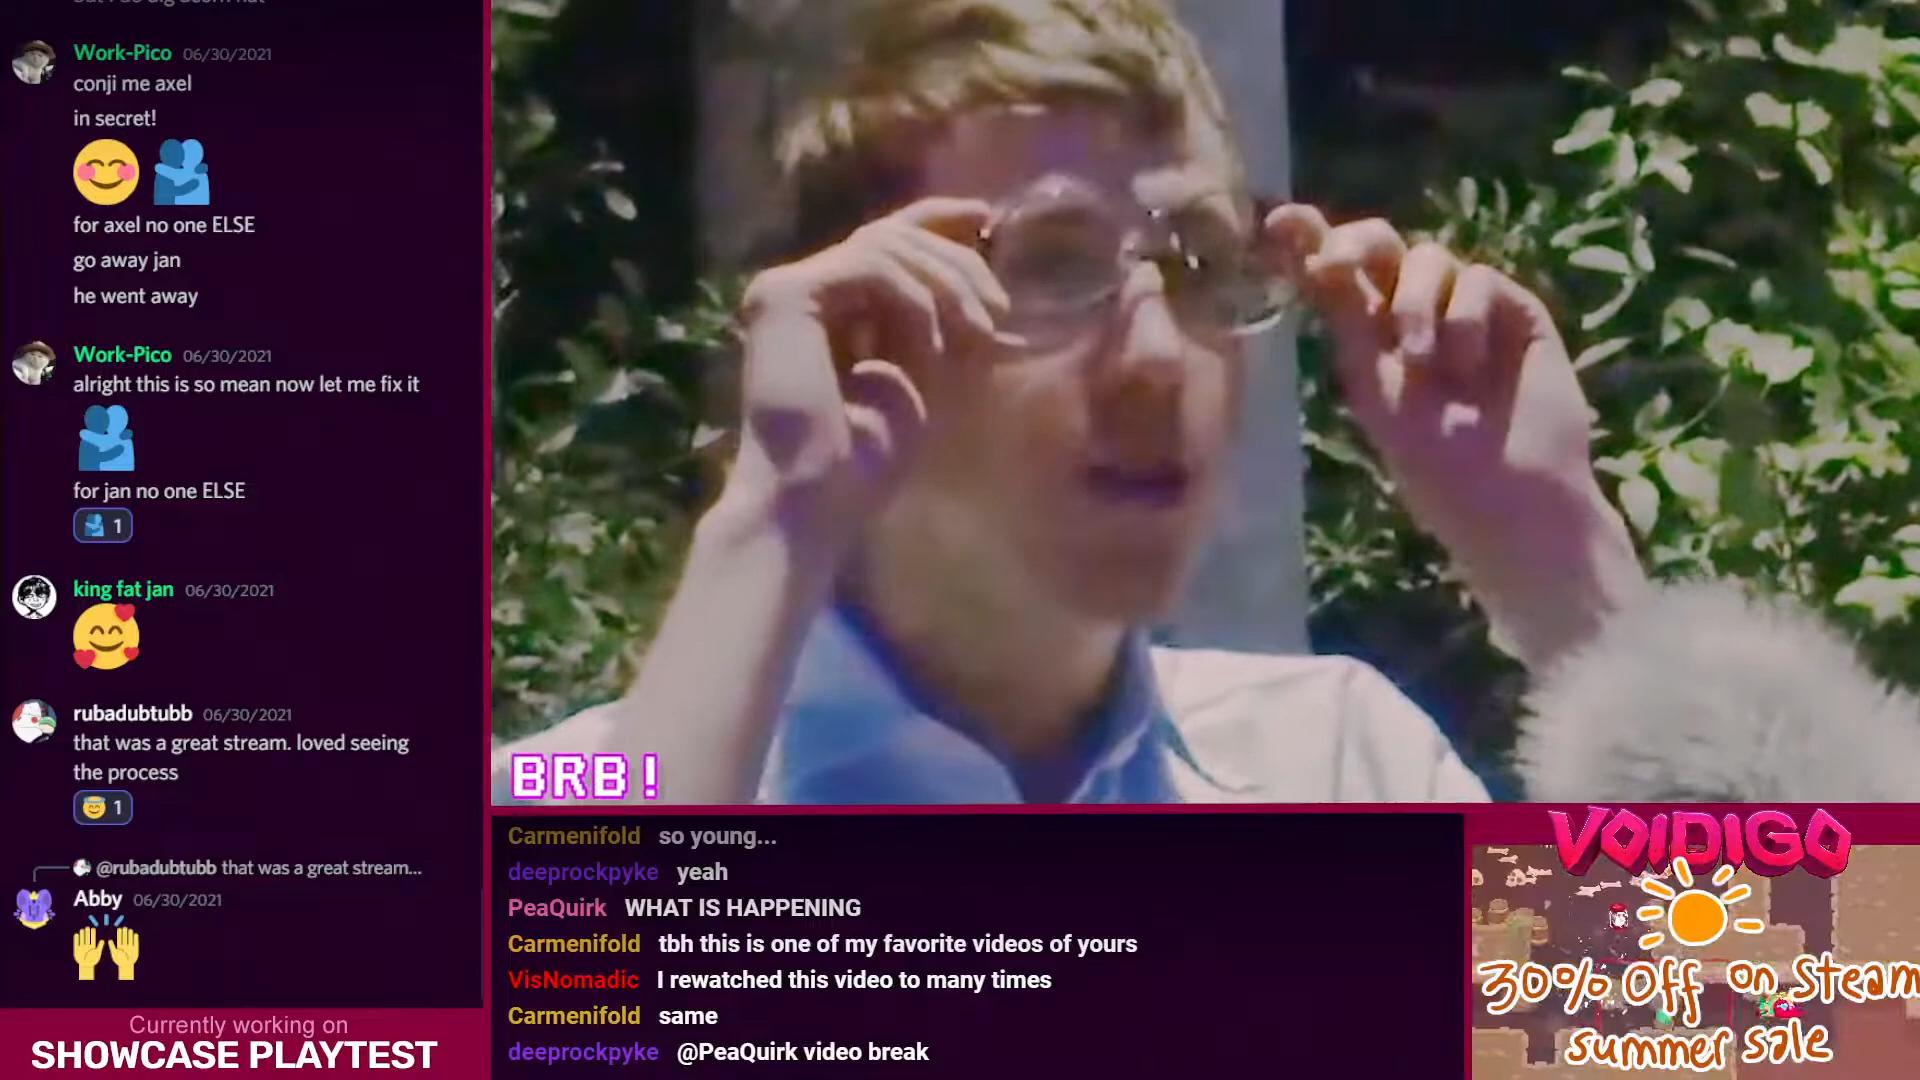 Work-Pico 06/30/2021
conji me axel
in secret!
for axel no one ELSE
go away jan
he went away
Work-Pico 06/30/2021
alright this is so mean now let me fix it
for jan no one ELSE
1
king fat jan 06/30/2021
rubadubtubb 06/30/2021
that was a great stream. loved seeing
the process
1
@rubadubtubb that was a great stream...
Abby 06/30/2021
Currently working on
SHOWCASE PLAYTEST
BRB!
Carmenifold so young...
deeprockpyke yeah
PeaQuirk WHAT IS HAPPENING
Carmenifold tbh this is one of my favorite videos of yours
VisNomadic I rewatched this video to many times
Carmenifold same
deeprockpyke @PeaQuirk video break
VOIDIGO
30% Off on Steam
summer sale